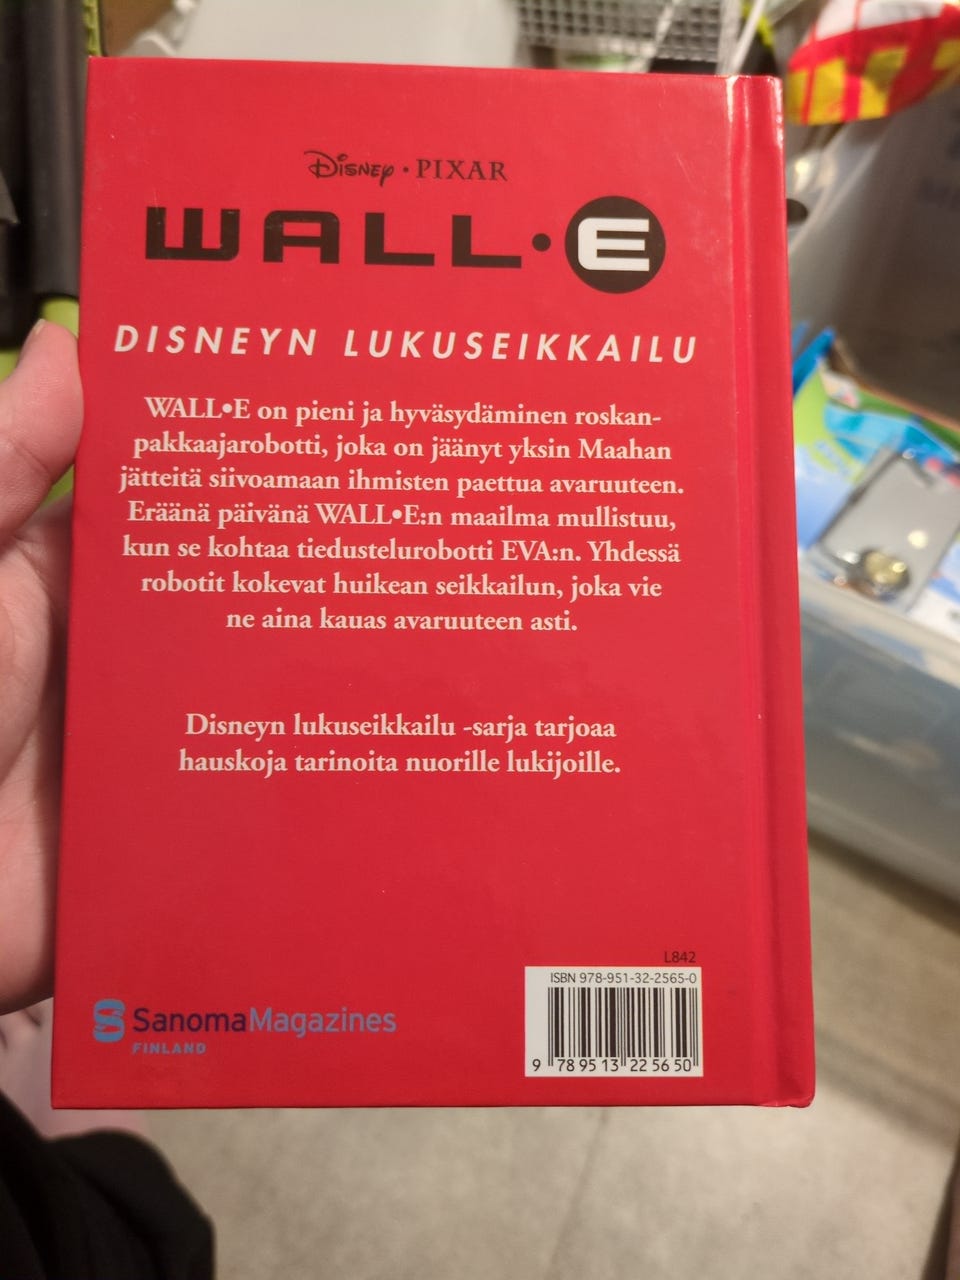 Disney • PIXAR
WALL•E
DISNEYN LUKUSEIKKAILU
WALL•E on pieni ja hyväsydäminen roskan-
pakkaajarobotti, joka on jäänyt yksin Maahan
jätteitä siivoamaan ihmisten paettua avaruuteen.
Eräänä päivänä WALL•E:n maailma mullistuu,
kun se kohtaa tiedustelurobotti EVA:n. Yhdessä
robotit kokevat huikean seikkailun, joka vie
ne aina kauas avaruuteen asti.
Disneyn lukuseikkailu -sarja tarjoaa
hauskoja tarinoita nuorille lukijoille.
L842
ISBN 978-951-32-2565-0
9 789513 225650
SanomaMagazines
FINLAND